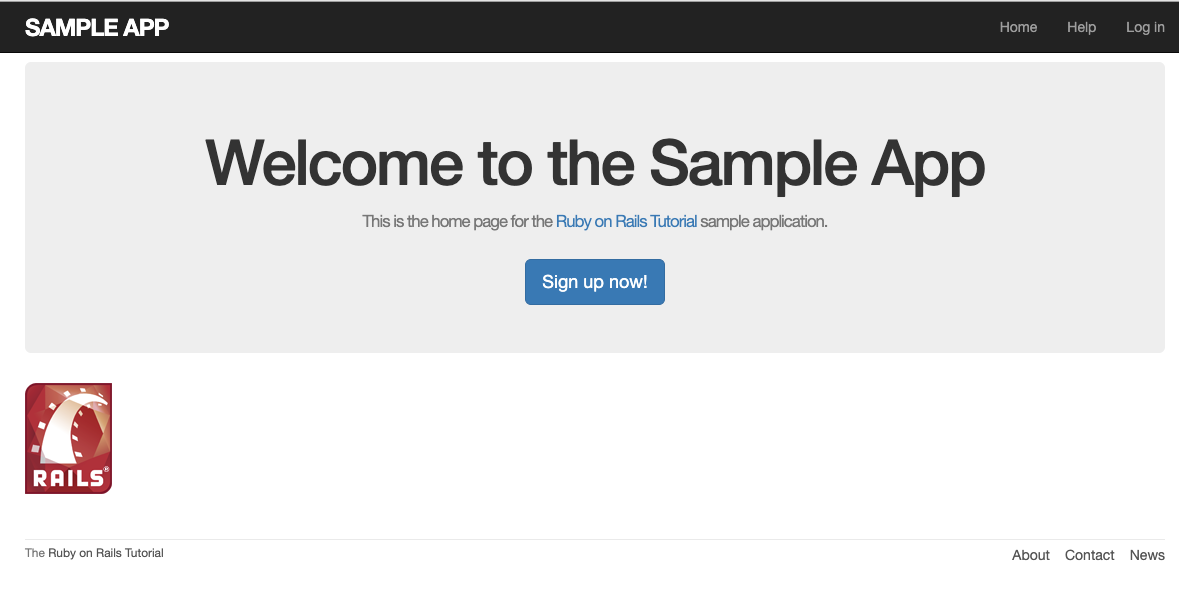 SAMPLE APP Home Help Log in
Welcome to the Sample App
This is the home page for the Ruby on Rails Tutorial sample application.
Sign up now!
RAILS®
The Ruby on Rails Tutorial About Contact News